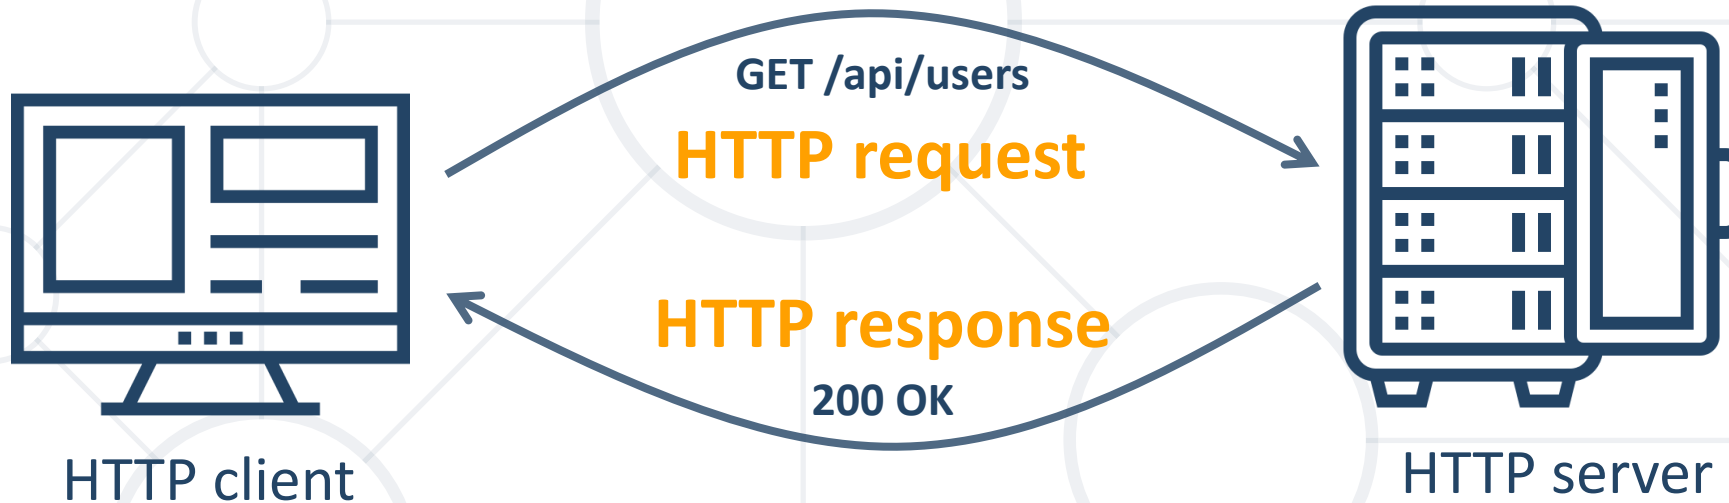 GET /api/users
HTTP request
HTTP response
200 OK
HTTP client
HTTP server